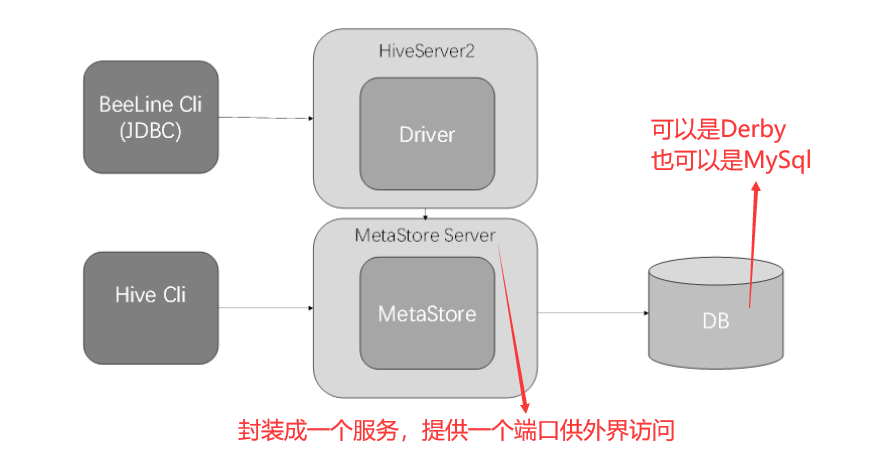 HiveServer2
BeeLine Cli
(JDBC)
Driver
可以是Derby
也可以是MySql
MetaStore Server
Hive Cli
MetaStore
DB
封装成一个服务，提供一个端口供外界访问